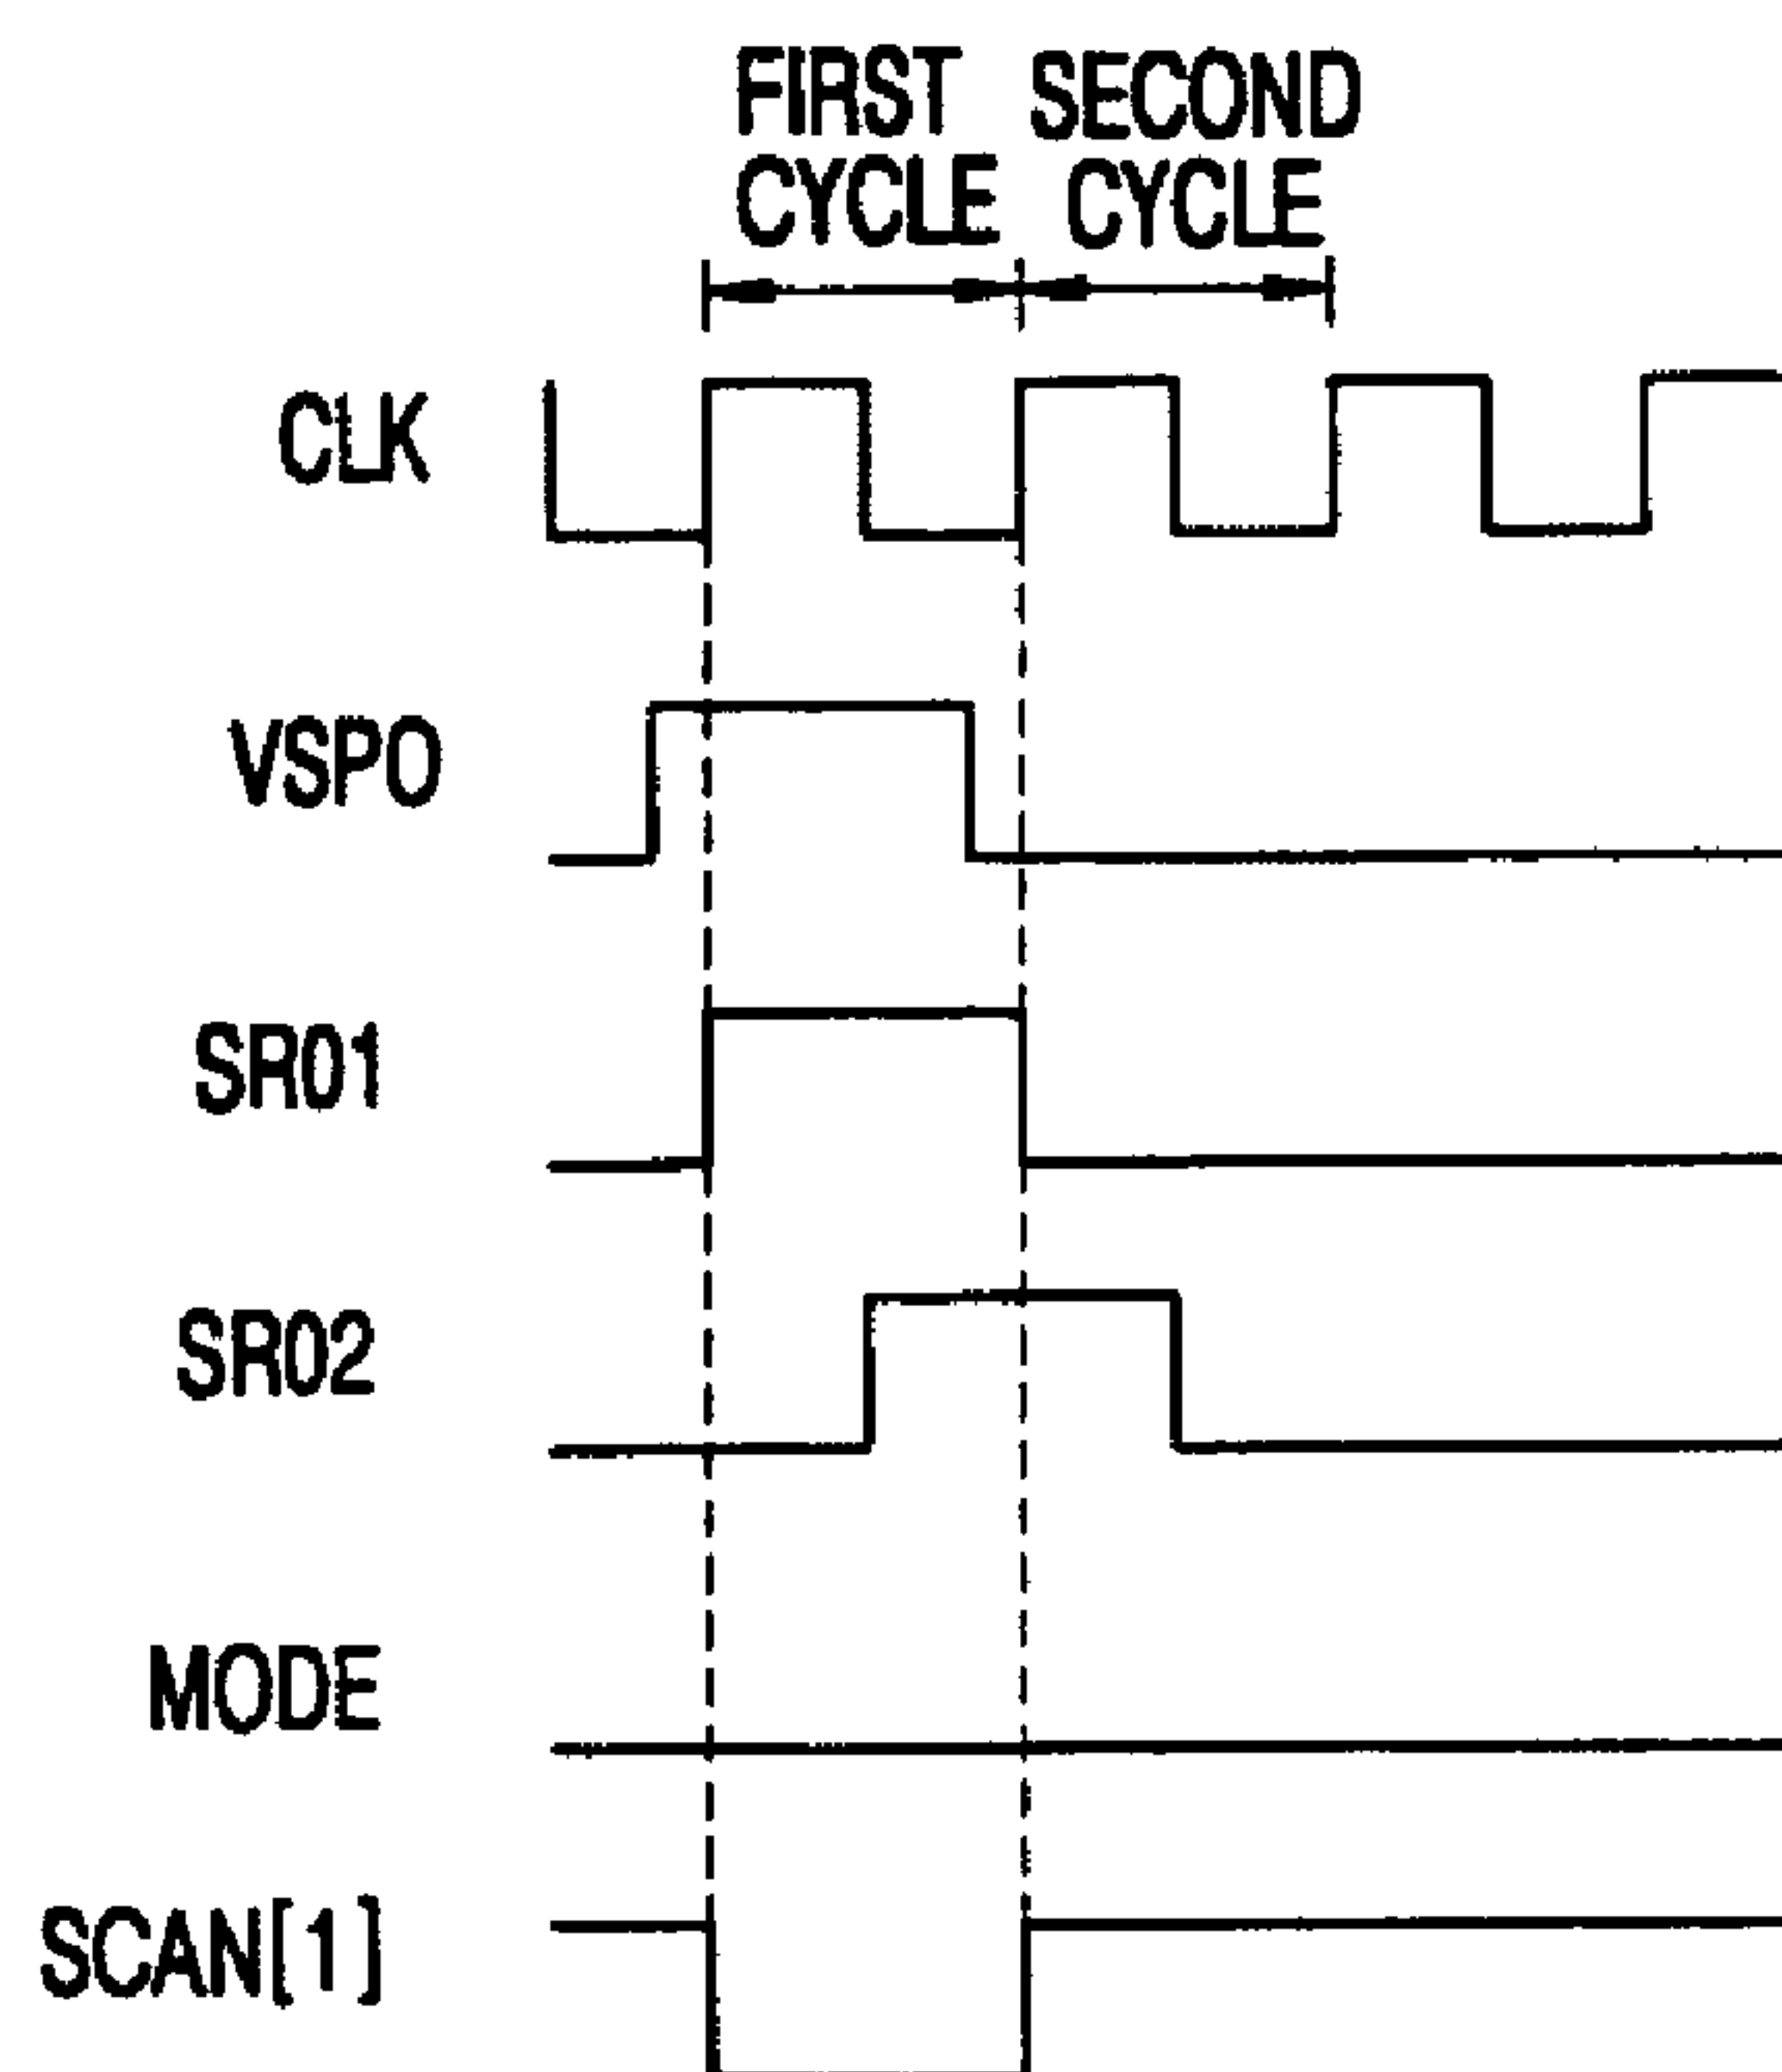 FIRST SECOND
CYCLE CYCLE
CLK
VSPO
SR01
SR02
MODE
SCAN[1]